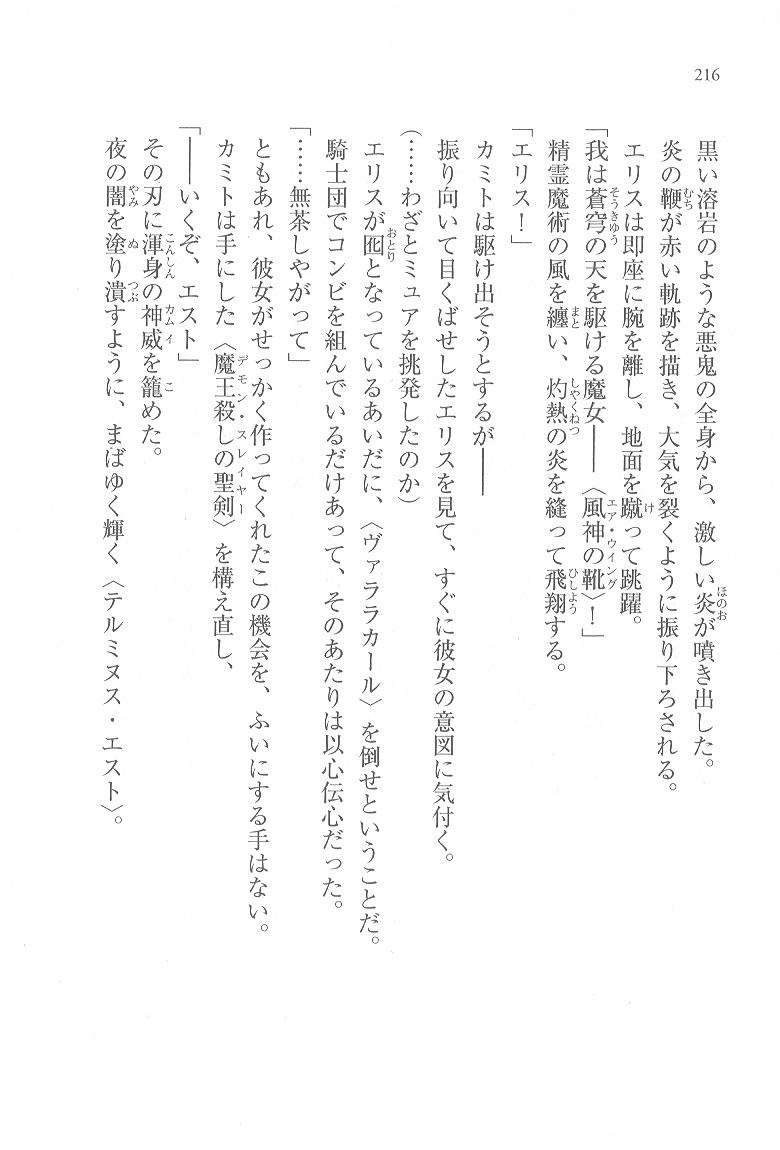 216
黒い溶岩のような悪鬼の全身から、激しい炎が噴き出した。
炎の鞭が赤い軌跡を描き、大気を裂くように振り下ろされる。
エリスは即座に腕を離し、地面を蹴って跳躍。
「我は蒼穹の天を駆ける魔女――〈風神の靴〉！」
精霊魔術の風を纏い、灼熱の炎を縫って飛翔する。
「エリス！」
カミトは駆け出そうとするが――
振り向いて目くばせしたエリスを見て、すぐに彼女の意図に気付く。
（……わざとミュアを挑発したのか）
エリスが囮となっているあいだに、〈ヴァララカール〉を倒せということだ。
騎士団でコンビを組んでいるだけあって、そのあたりは以心伝心だった。
「……無茶しやがって」
ともあれ、彼女がせっかく作ってくれたこの機会を、ふいにする手はない。
カミトは手にした〈魔王殺しの聖剣〉を構え直し、
「――いくぞ、エスト」
その刃に渾身の神威を籠めた。
夜の闇を塗り潰すように、まばゆく輝く〈テルミヌス・エスト〉。